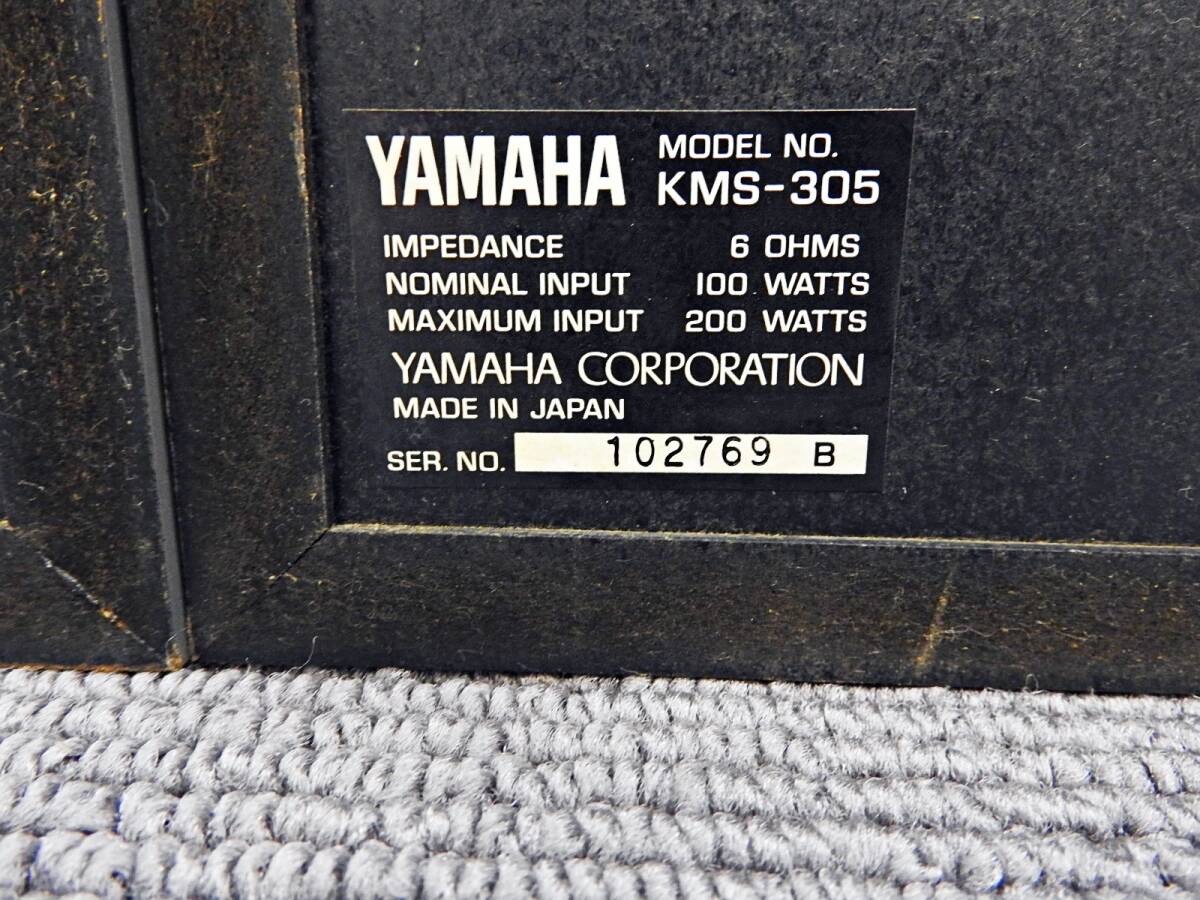 YAMAHA MODEL NO.
KMS-305
IMPEDANCE 6 OHMS
NOMINAL INPUT 100 WATTS
MAXIMUM INPUT 200 WATTS
YAMAHA CORPORATION
MADE IN JAPAN
SER. NO. 102769 B